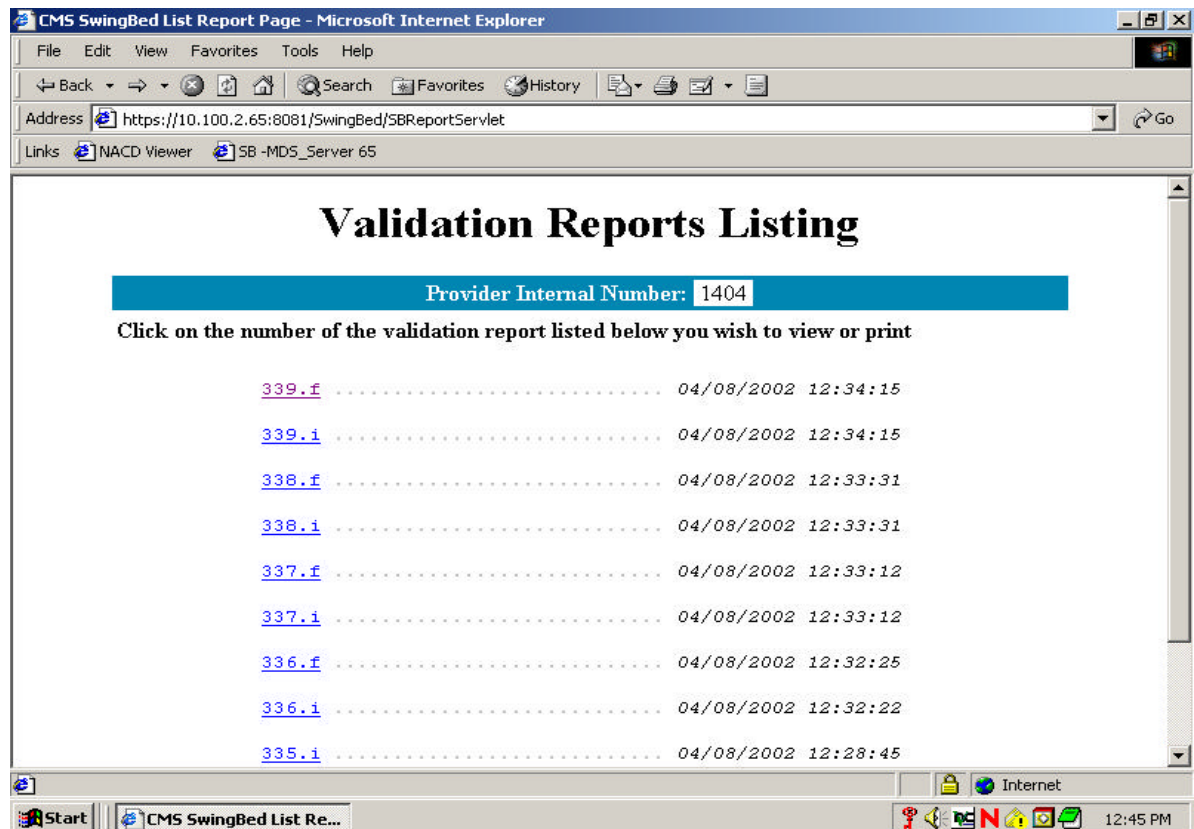 CMS SwingBed List Report Page - Microsoft Internet Explorer
File Edit View Favorites Tools Help
Back Search Favorites History
Address https://10.100.2.65:8081/SwingBed/SBReportServlet Go
Links NACD Viewer SB -MDS_Server 65
Validation Reports Listing
Provider Internal Number: 1404
Click on the number of the validation report listed below you wish to view or print
339.f ............................ 04/08/2002 12:34:15
339.i ............................ 04/08/2002 12:34:15
338.f ............................ 04/08/2002 12:33:31
338.i ............................ 04/08/2002 12:33:31
337.f ............................ 04/08/2002 12:33:12
337.i ............................ 04/08/2002 12:33:12
336.f ............................ 04/08/2002 12:32:25
336.i ............................ 04/08/2002 12:32:22
335.i ............................ 04/08/2002 12:28:45
Internet
Start CMS SwingBed List Re... N 12:45 PM